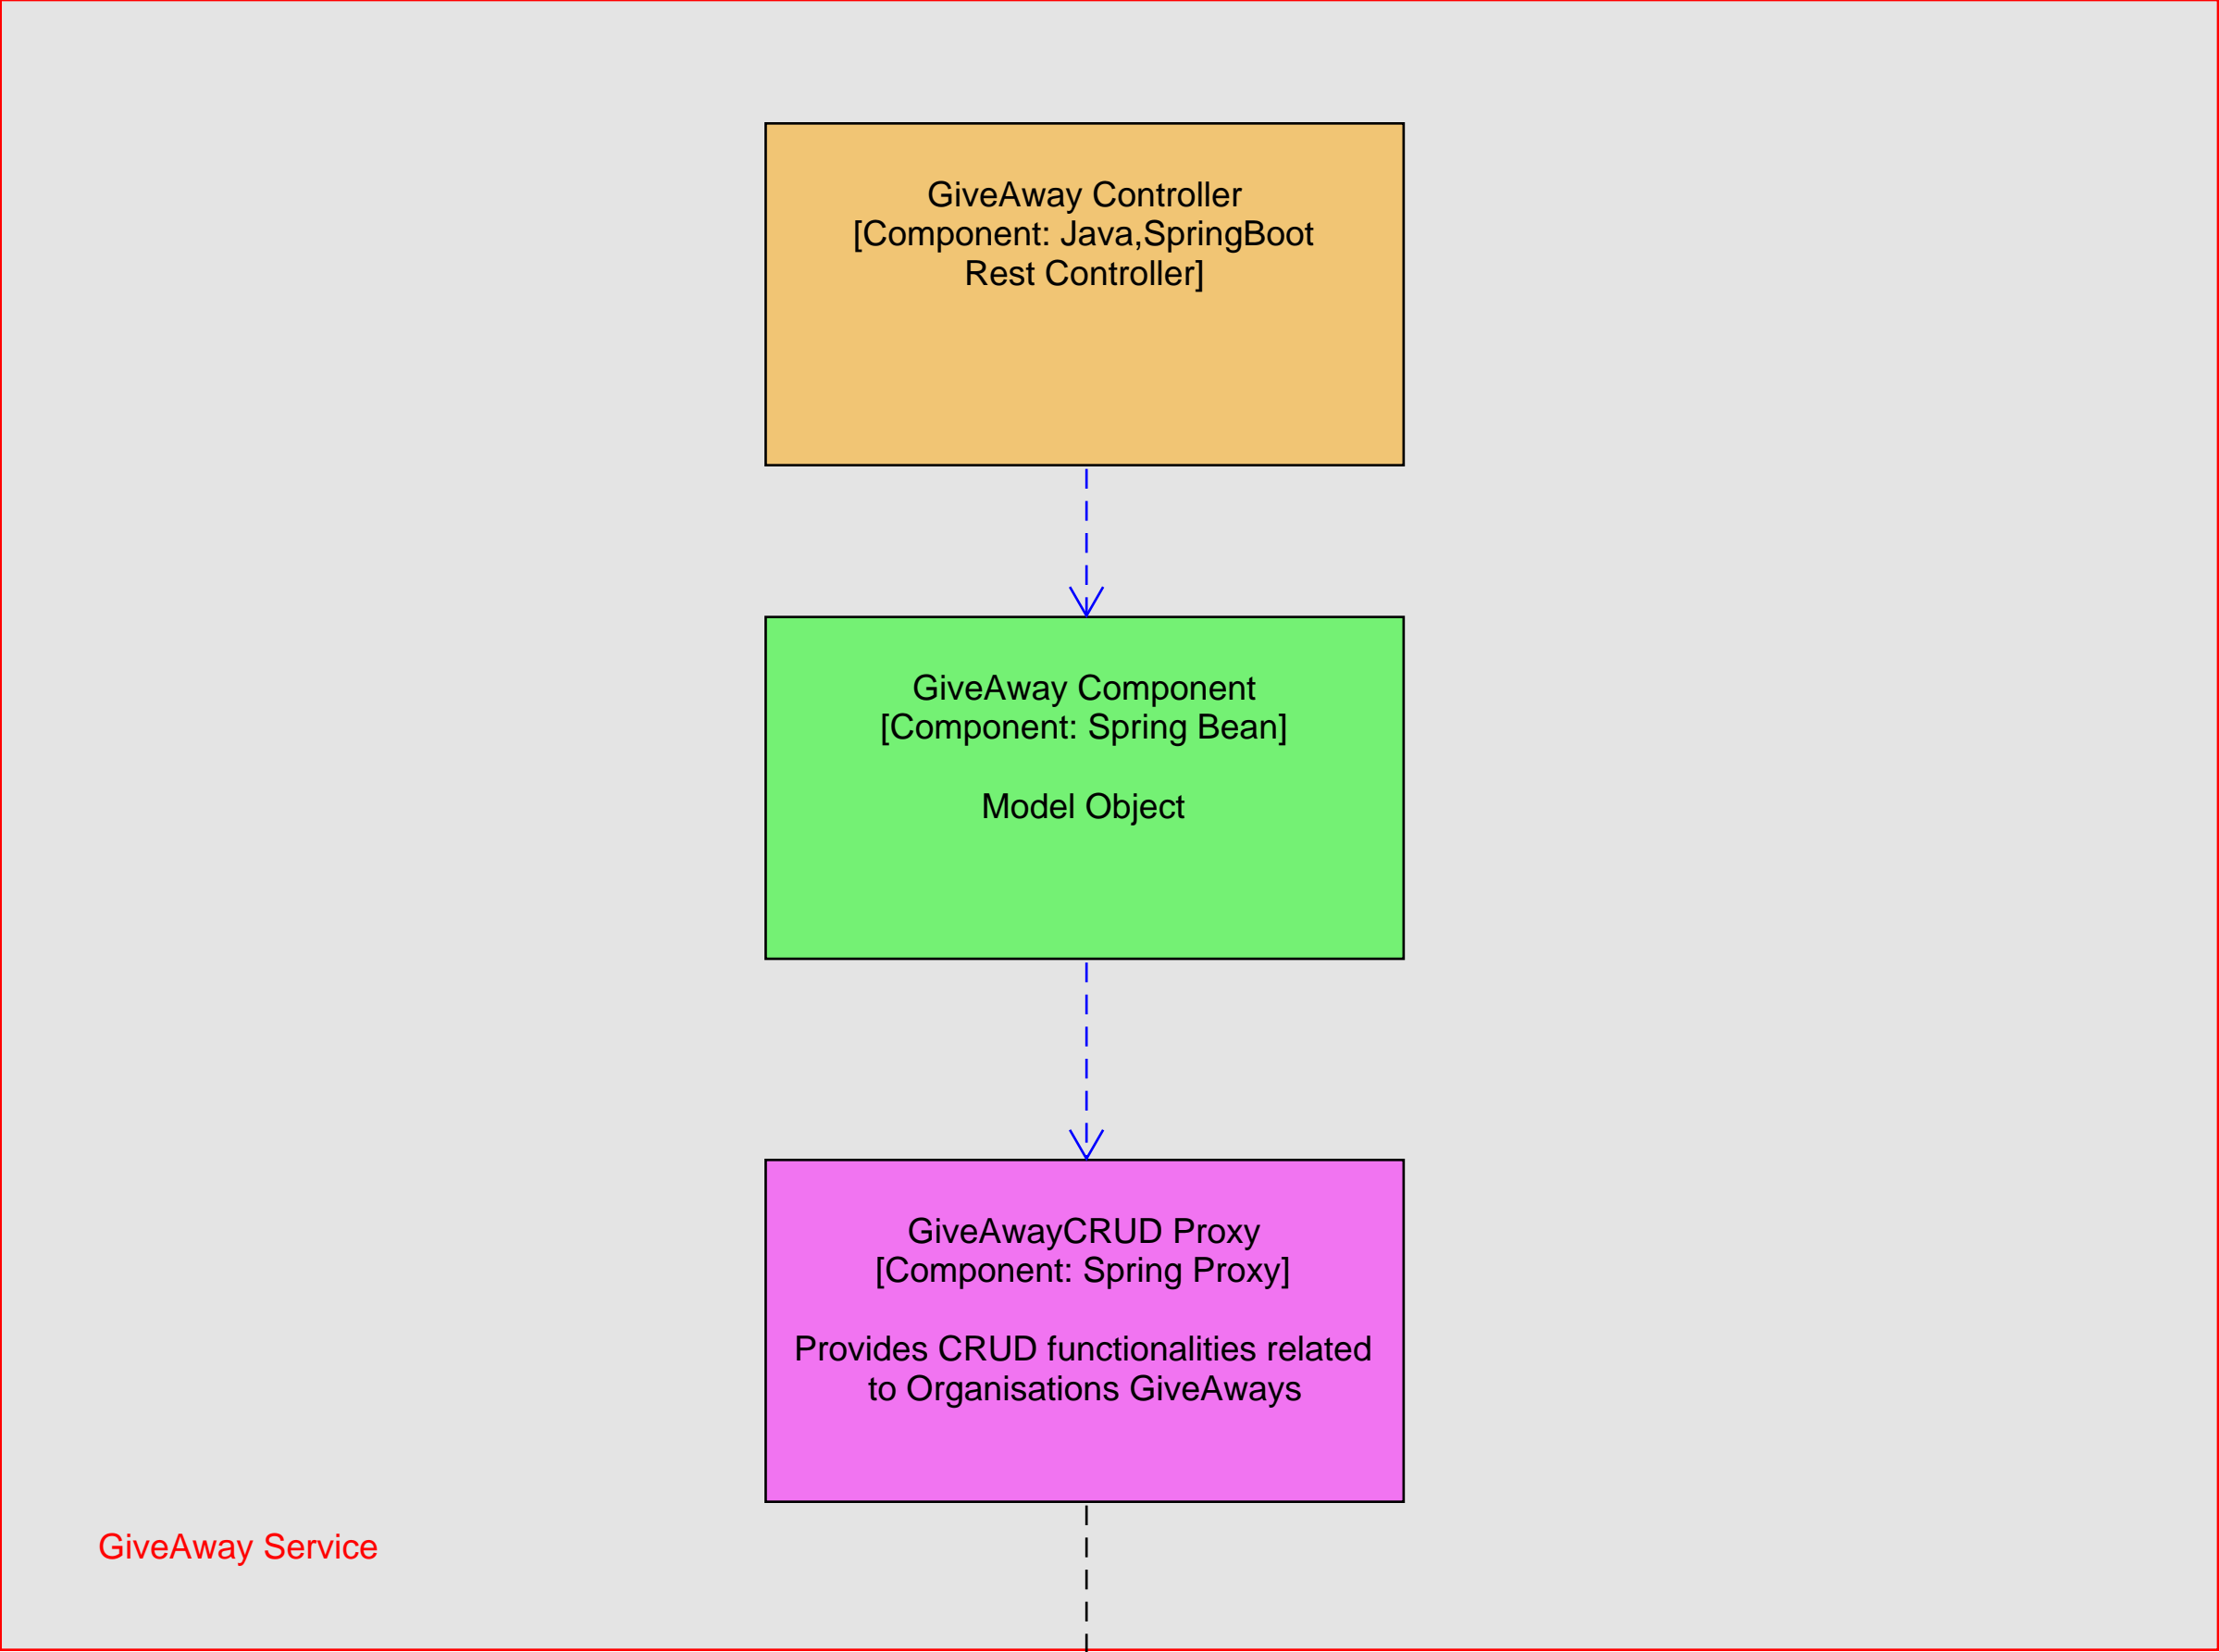 GiveAway Controller
[Component: Java,SpringBoot
Rest Controller]
GiveAway Component
[Component: Spring Bean]
Model Object
GiveAwayCRUD Proxy
[Component: Spring Proxy]
Provides CRUD functionalities related
to Organisations GiveAways
GiveAway Service